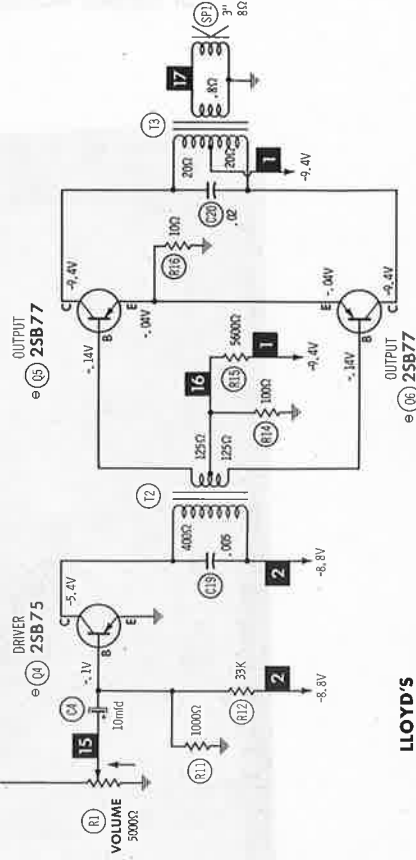 OUTPUT
Q5 2SB77
DRIVER
Q4 2SB75
C
-9.4V
B
-.14V
E
-.04V
C
-5.4V
B
-.1V
E
C4
10mfd
15
R1
VOLUME
5000Ω
R11
1000Ω
R12
33K
2
-8.8V
T2
400Ω
C19
.005
2
-8.8V
125Ω
125Ω
16
R15
5600Ω
1
-9.4V
R14
100Ω
R16
10Ω
T3
20Ω
20Ω
C20
.02
1
-9.4V
17
.8Ω
SP1
3"
8Ω
-.14V
B
E
-.04V
C
-9.4V
OUTPUT
Q6 2SB77
LLOYD'S